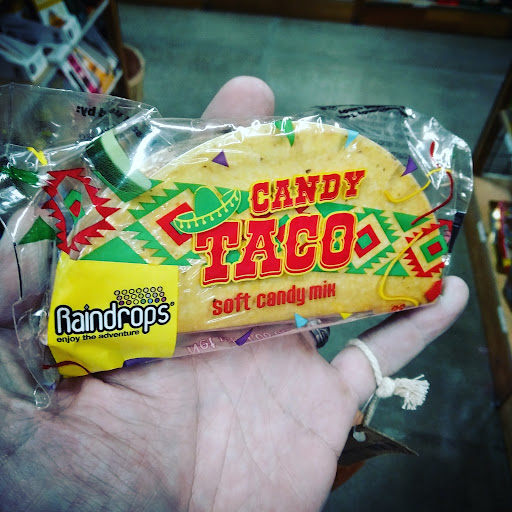 CANDY
TACO
soft candy mix
Raindrops
enjoy the adventure